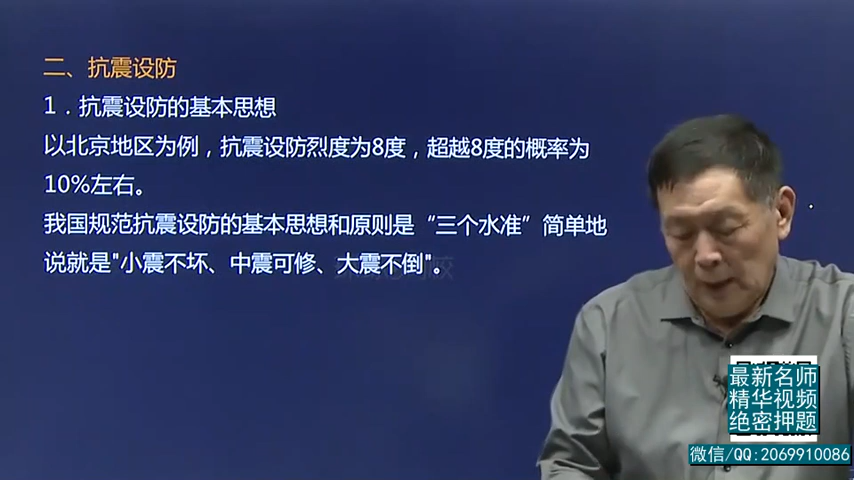 二、抗震设防
1．抗震设防的基本思想
以北京地区为例，抗震设防烈度为8度，超越8度的概率为
10%左右。
我国规范抗震设防的基本思想和原则是“三个水准”简单地
说就是"小震不坏、中震可修、大震不倒"。
最新名师
精华视频
绝密押题
微信/QQ:2069910086